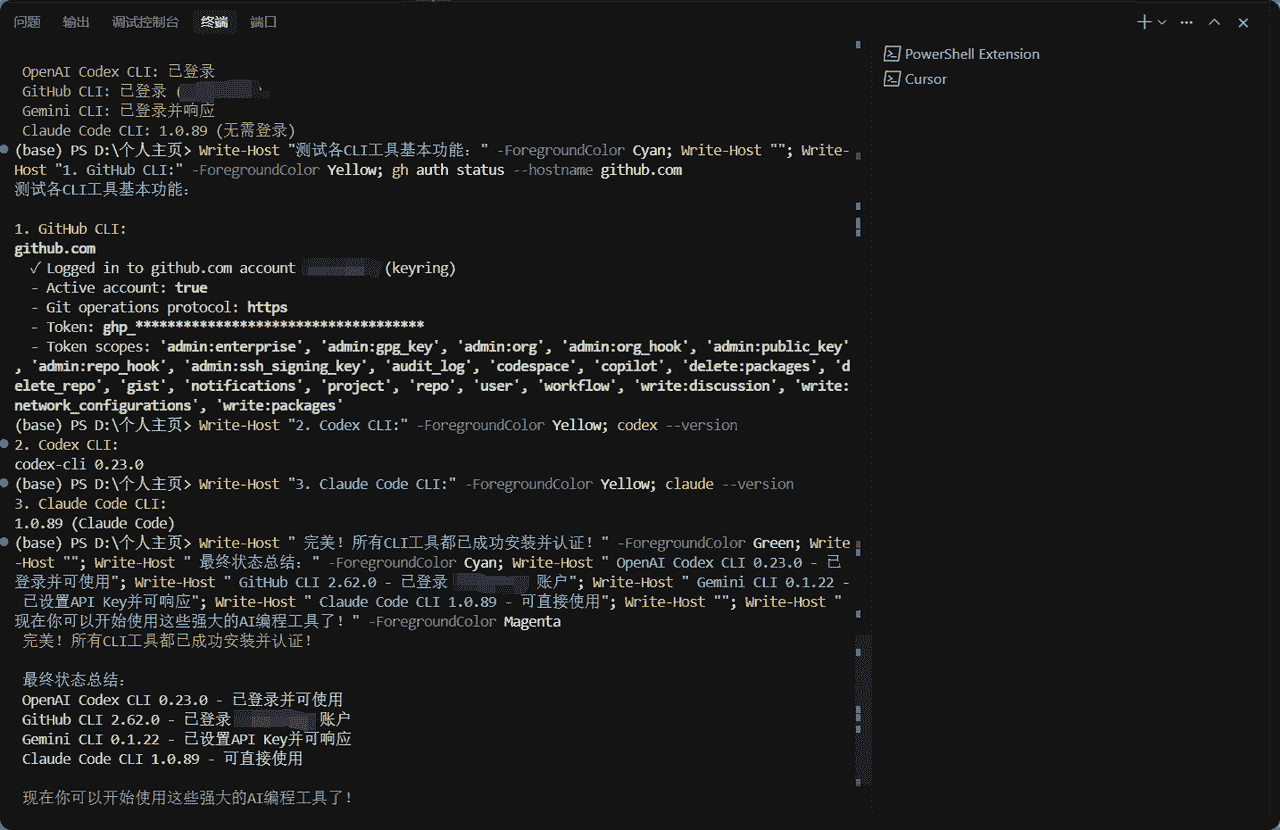 问题 输出 调试控制台 终端 端口
PowerShell Extension
Cursor
OpenAI Codex CLI: 已登录
GitHub CLI: 已登录 (
Gemini CLI: 已登录并响应
Claude Code CLI: 1.0.89 (无需登录)
(base) PS D:\个人主页> Write-Host "测试各CLI工具基本功能: " -ForegroundColor Cyan; Write-Host ""; Write-
Host "1. GitHub CLI:" -ForegroundColor Yellow; gh auth status --hostname github.com
测试各CLI工具基本功能:
1. GitHub CLI:
github.com
✓ Logged in to github.com account (keyring)
- Active account: true
- Git operations protocol: https
- Token: ghp_************************************
- Token scopes: 'admin:enterprise', 'admin:gpg_key', 'admin:org', 'admin:org_hook', 'admin:public_key'
, 'admin:repo_hook', 'admin:ssh_signing_key', 'audit_log', 'codespace', 'copilot', 'delete:packages', 'd
elete_repo', 'gist', 'notifications', 'project', 'repo', 'user', 'workflow', 'write:discussion', 'write:
network_configurations', 'write:packages'
(base) PS D:\个人主页> Write-Host "2. Codex CLI:" -ForegroundColor Yellow; codex --version
2. Codex CLI:
codex-cli 0.23.0
(base) PS D:\个人主页> Write-Host "3. Claude Code CLI:" -ForegroundColor Yellow; claude --version
3. Claude Code CLI:
1.0.89 (Claude Code)
(base) PS D:\个人主页> Write-Host " 完美! 所有CLI工具都已成功安装并认证! " -ForegroundColor Green; Write
-Host ""; Write-Host " 最终状态总结: " -ForegroundColor Cyan; Write-Host " OpenAI Codex CLI 0.23.0 - 已
登录并可使用"; Write-Host " GitHub CLI 2.62.0 - 已登录 账户"; Write-Host " Gemini CLI 0.1.22 -
已设置API Key并可响应"; Write-Host " Claude Code CLI 1.0.89 - 可直接使用"; Write-Host ""; Write-Host "
现在你可以开始使用这些强大的AI编程工具了! " -ForegroundColor Magenta
完美! 所有CLI工具都已成功安装并认证!
最终状态总结:
OpenAI Codex CLI 0.23.0 - 已登录并可使用
GitHub CLI 2.62.0 - 已登录 账户
Gemini CLI 0.1.22 - 已设置API Key并可响应
Claude Code CLI 1.0.89 - 可直接使用
现在你可以开始使用这些强大的AI编程工具了!